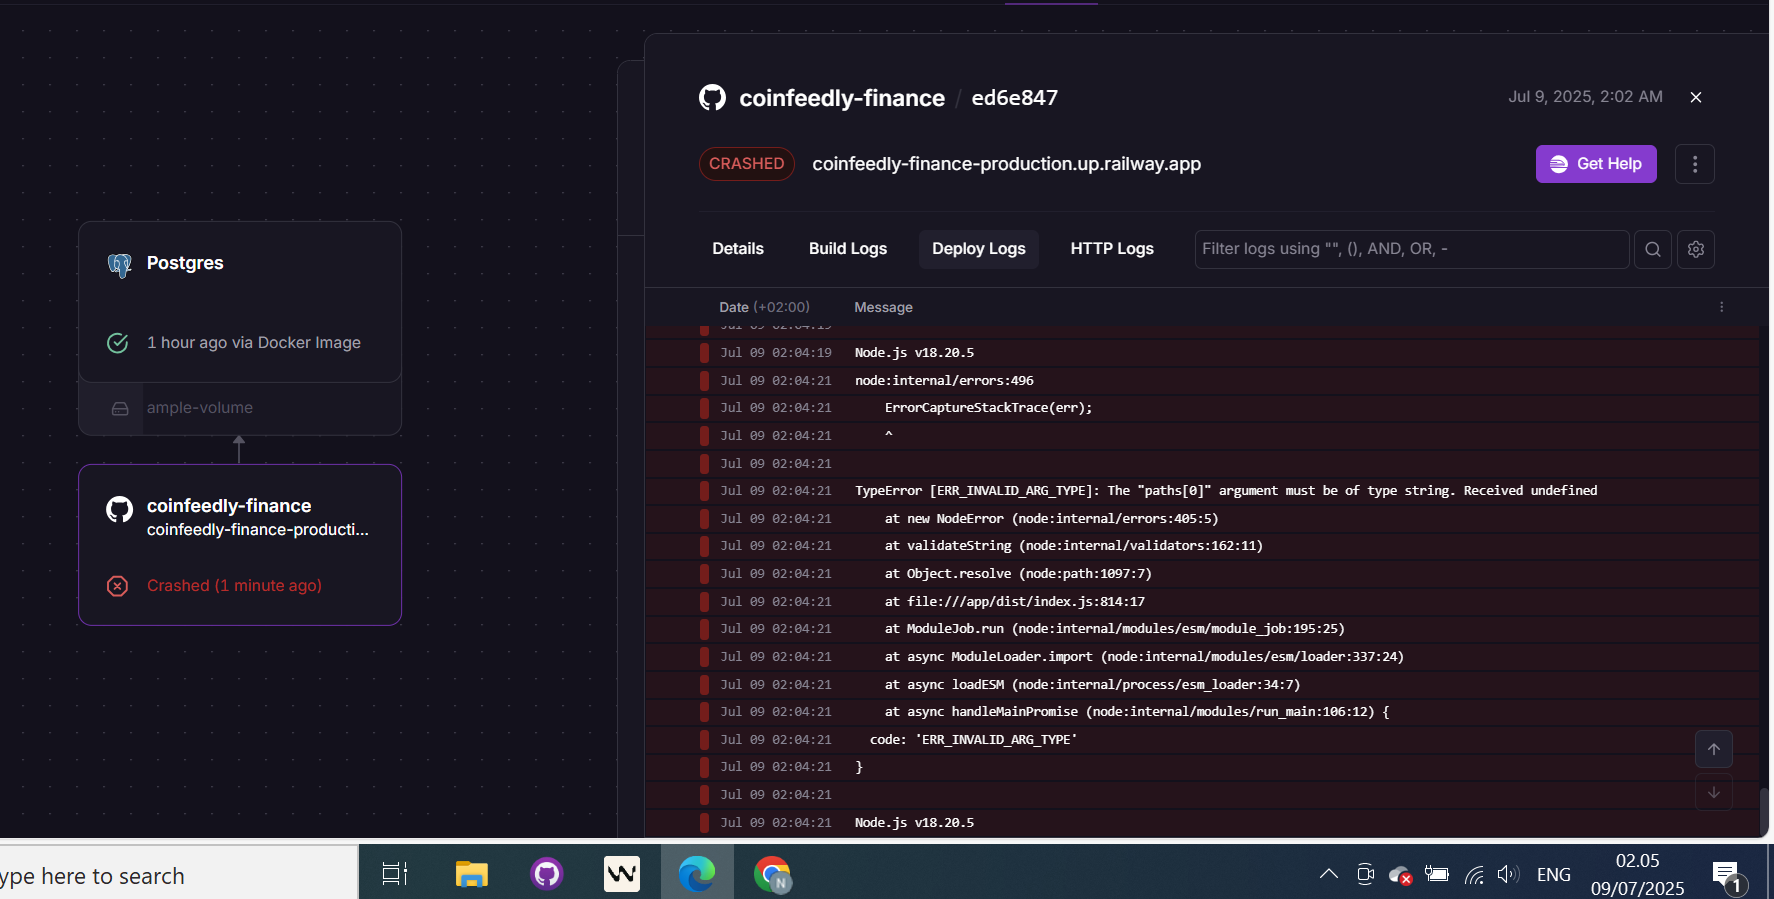 coinfeedly-finance / ed6e847
Jul 9, 2025, 2:02 AM
CRASHED
coinfeedly-finance-production.up.railway.app
Get Help
Details
Build Logs
Deploy Logs
HTTP Logs
Filter logs using "", (), AND, OR, -
Date (+02:00) Message
Jul 09 02:04:19
Jul 09 02:04:19 Node.js v18.20.5
Jul 09 02:04:21 node:internal/errors:496
Jul 09 02:04:21 ErrorCaptureStackTrace(err);
Jul 09 02:04:21 ^
Jul 09 02:04:21
Jul 09 02:04:21 TypeError [ERR_INVALID_ARG_TYPE]: The "paths[0]" argument must be of type string. Received undefined
Jul 09 02:04:21 at new NodeError (node:internal/errors:405:5)
Jul 09 02:04:21 at validateString (node:internal/validators:162:11)
Jul 09 02:04:21 at Object.resolve (node:path:1097:7)
Jul 09 02:04:21 at file:///app/dist/index.js:814:17
Jul 09 02:04:21 at ModuleJob.run (node:internal/modules/esm/module_job:195:25)
Jul 09 02:04:21 at async ModuleLoader.import (node:internal/modules/esm/loader:337:24)
Jul 09 02:04:21 at async loadESM (node:internal/process/esm_loader:34:7)
Jul 09 02:04:21 at async handleMainPromise (node:internal/modules/run_main:106:12) {
Jul 09 02:04:21 code: 'ERR_INVALID_ARG_TYPE'
Jul 09 02:04:21 }
Jul 09 02:04:21
Jul 09 02:04:21 Node.js v18.20.5
Postgres
1 hour ago via Docker Image
ample-volume
coinfeedly-finance
coinfeedly-finance-producti...
Crashed (1 minute ago)
ype here to search
N
ENG
02.05
09/07/2025
1